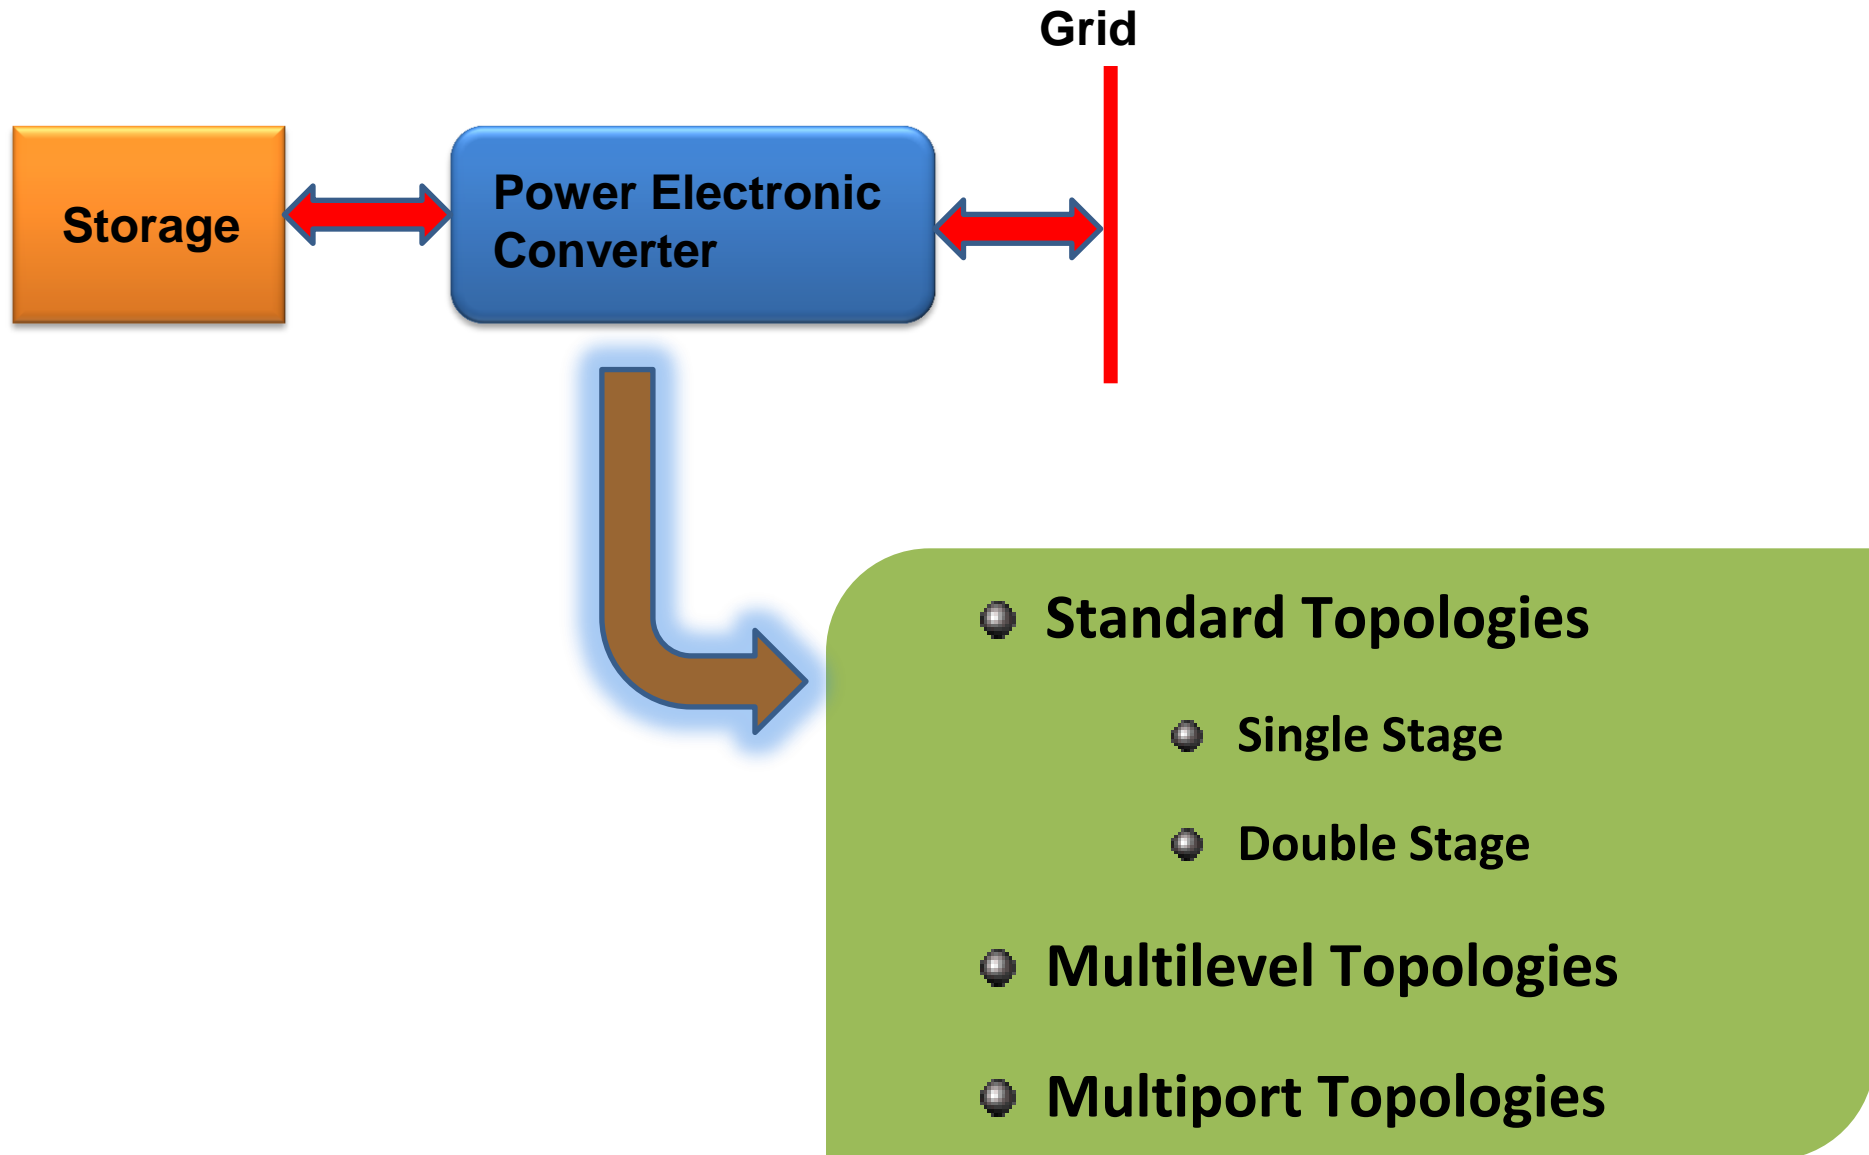 Grid
Storage
Power Electronic
Converter
Standard Topologies
Single Stage
Double Stage
Multilevel Topologies
Multiport Topologies